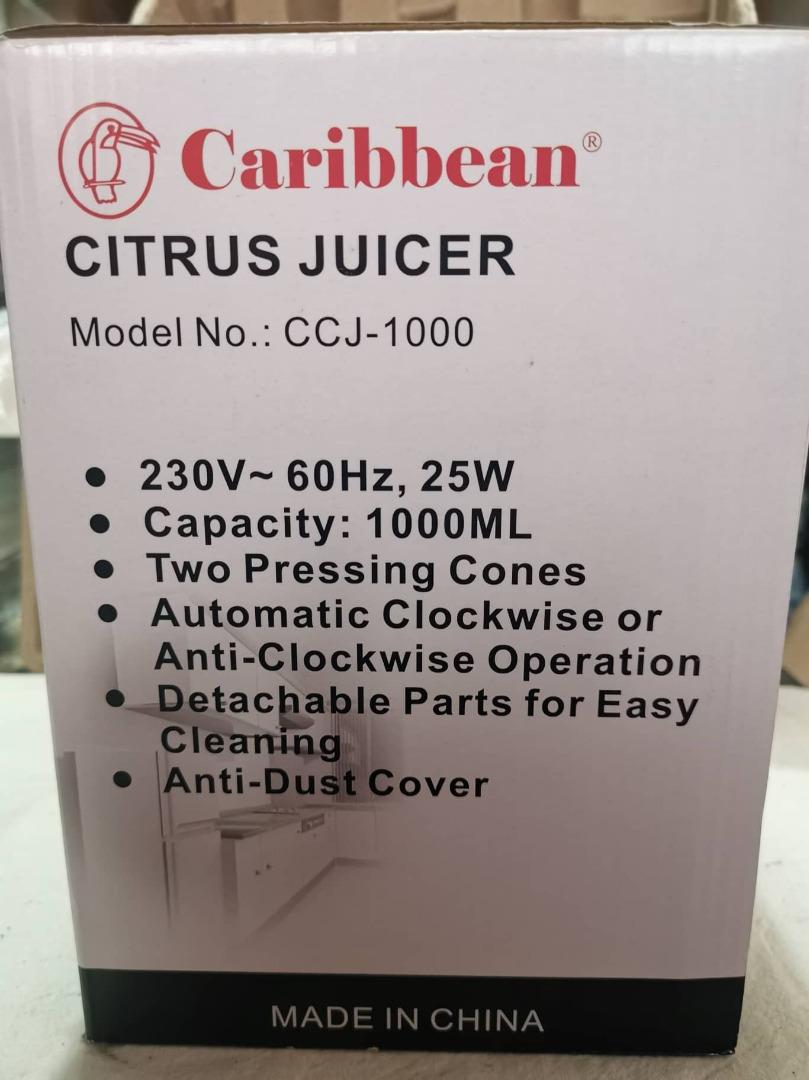 Caribbean®
CITRUS JUICER
Model No.: CCJ-1000
● 230V~ 60Hz, 25W
● Capacity: 1000ML
● Two Pressing Cones
● Automatic Clockwise or
Anti-Clockwise Operation
● Detachable Parts for Easy
Cleaning
● Anti-Dust Cover
MADE IN CHINA